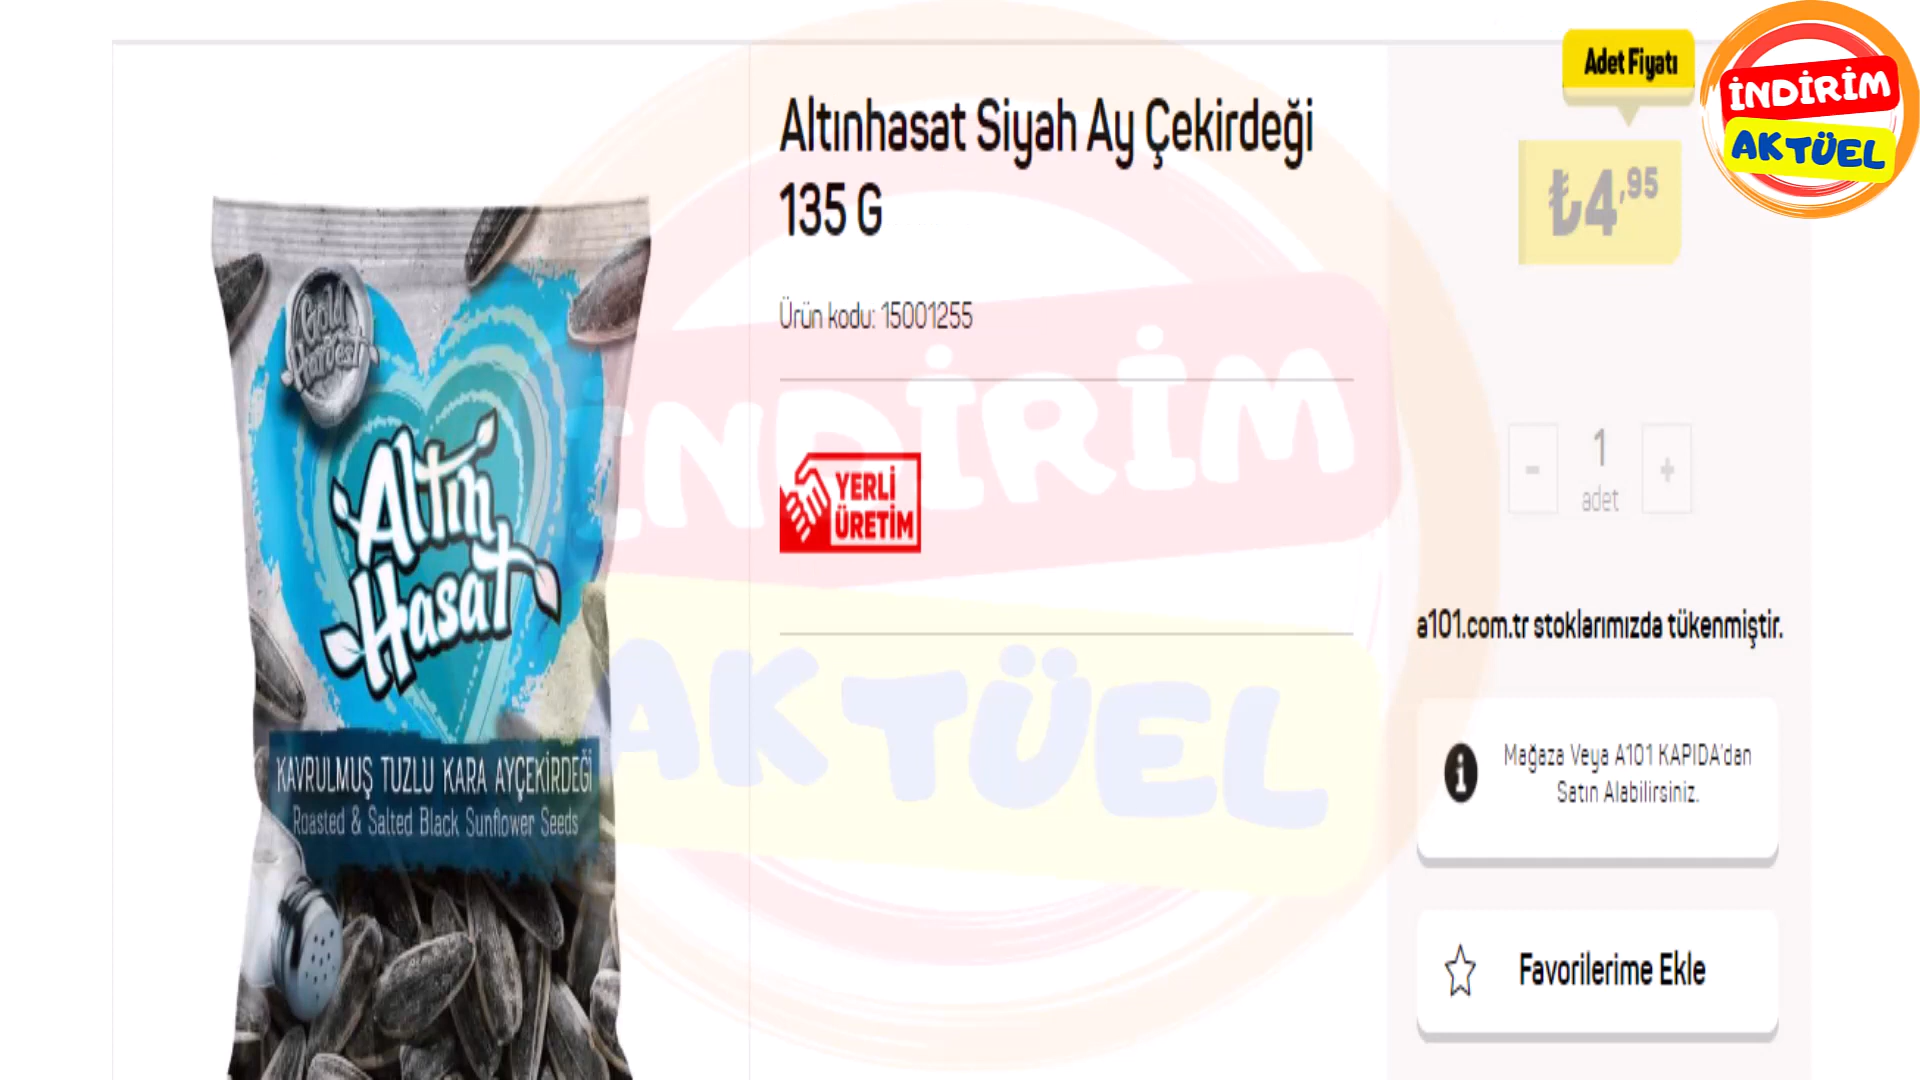 Adet Fiyatı
İNDİRİM
AKTÜEL
Altınhasat Siyah Ay Çekirdeği
135 G
₺4,95
Ürün kodu: 15001255
Gold
Harvest
Altın
Hasat
KAVRULMUŞ TUZLU KARA AYÇEKİRDEĞİ
Roasted & Salted Black Sunflower Seeds
YERLİ
ÜRETİM
İNDİRİM
AKTÜEL
- 1 +
adet
a101.com.tr stoklarımızda tükenmiştir.
Mağaza Veya A101 KAPIDA'dan
Satın Alabilirsiniz.
Favorilerime Ekle